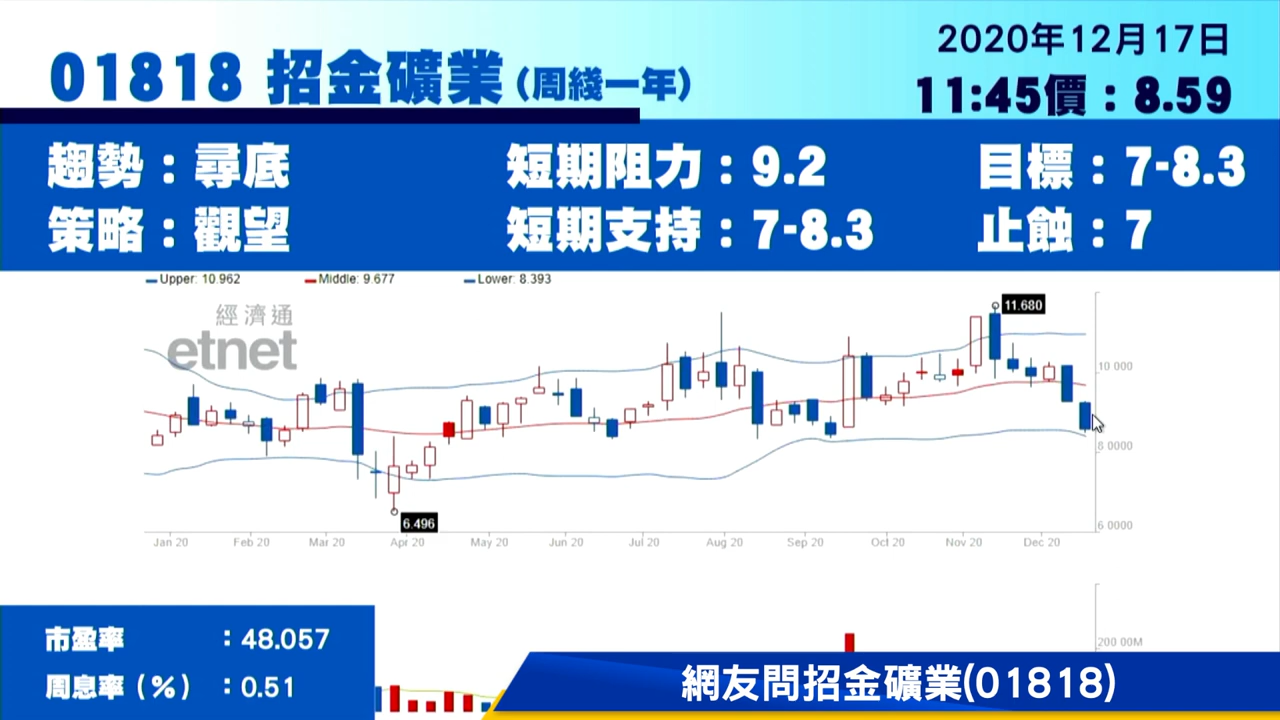 01818 招金礦業 (周綫一年)
2020年12月17日
11:45價：8.59
趨勢：尋底
短期阻力：9.2
目標：7-8.3
策略：觀望
短期支持：7-8.3
止蝕：7
Upper: 10.962
Middle: 9.677
Lower: 8.393
經濟通
etnet
11.680
10 000
8 0000
6.496
6 0000
Jan 20
Feb 20
Mar 20
Apr 20
May 20
Jun 20
Jul 20
Aug 20
Sep 20
Oct 20
Nov 20
Dec 20
200 00M
市盈率：48.057
周息率（%）：0.51
網友問招金礦業(01818)